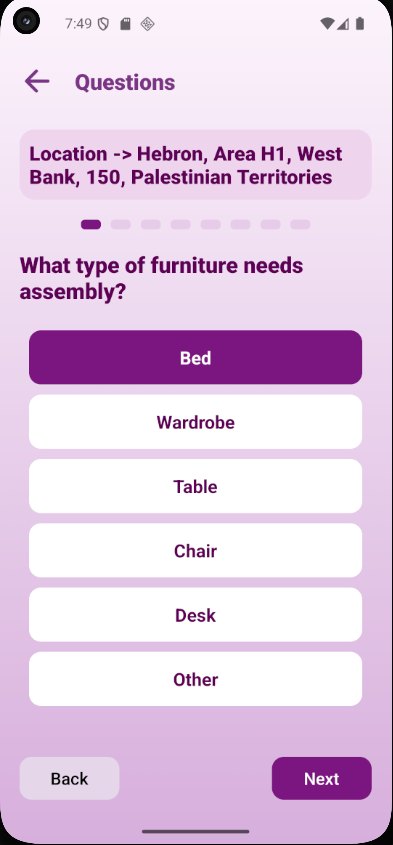 7:49
Questions
Location -> Hebron, Area H1, West
Bank, 150, Palestinian Territories
What type of furniture needs
assembly?
Bed
Wardrobe
Table
Chair
Desk
Other
Back
Next